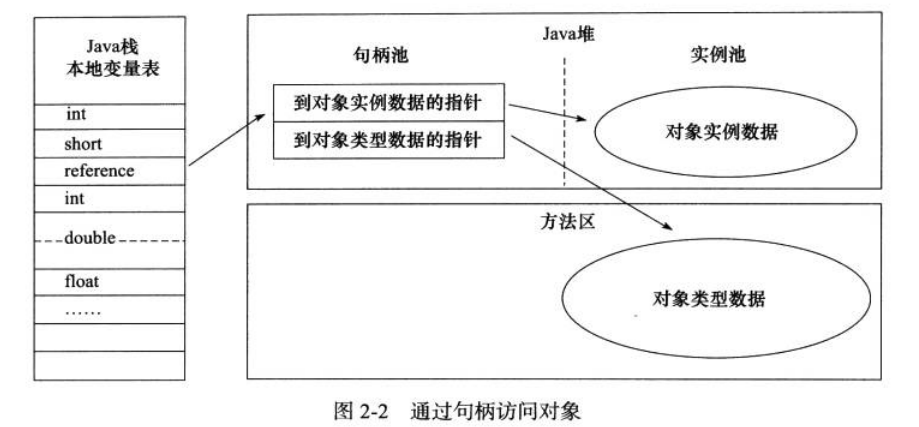 Java栈
本地变量表
int
short
reference
int
double
float
......
Java堆
句柄池
实例池
到对象实例数据的指针
到对象类型数据的指针
对象实例数据
方法区
对象类型数据
图 2-2 通过句柄访问对象